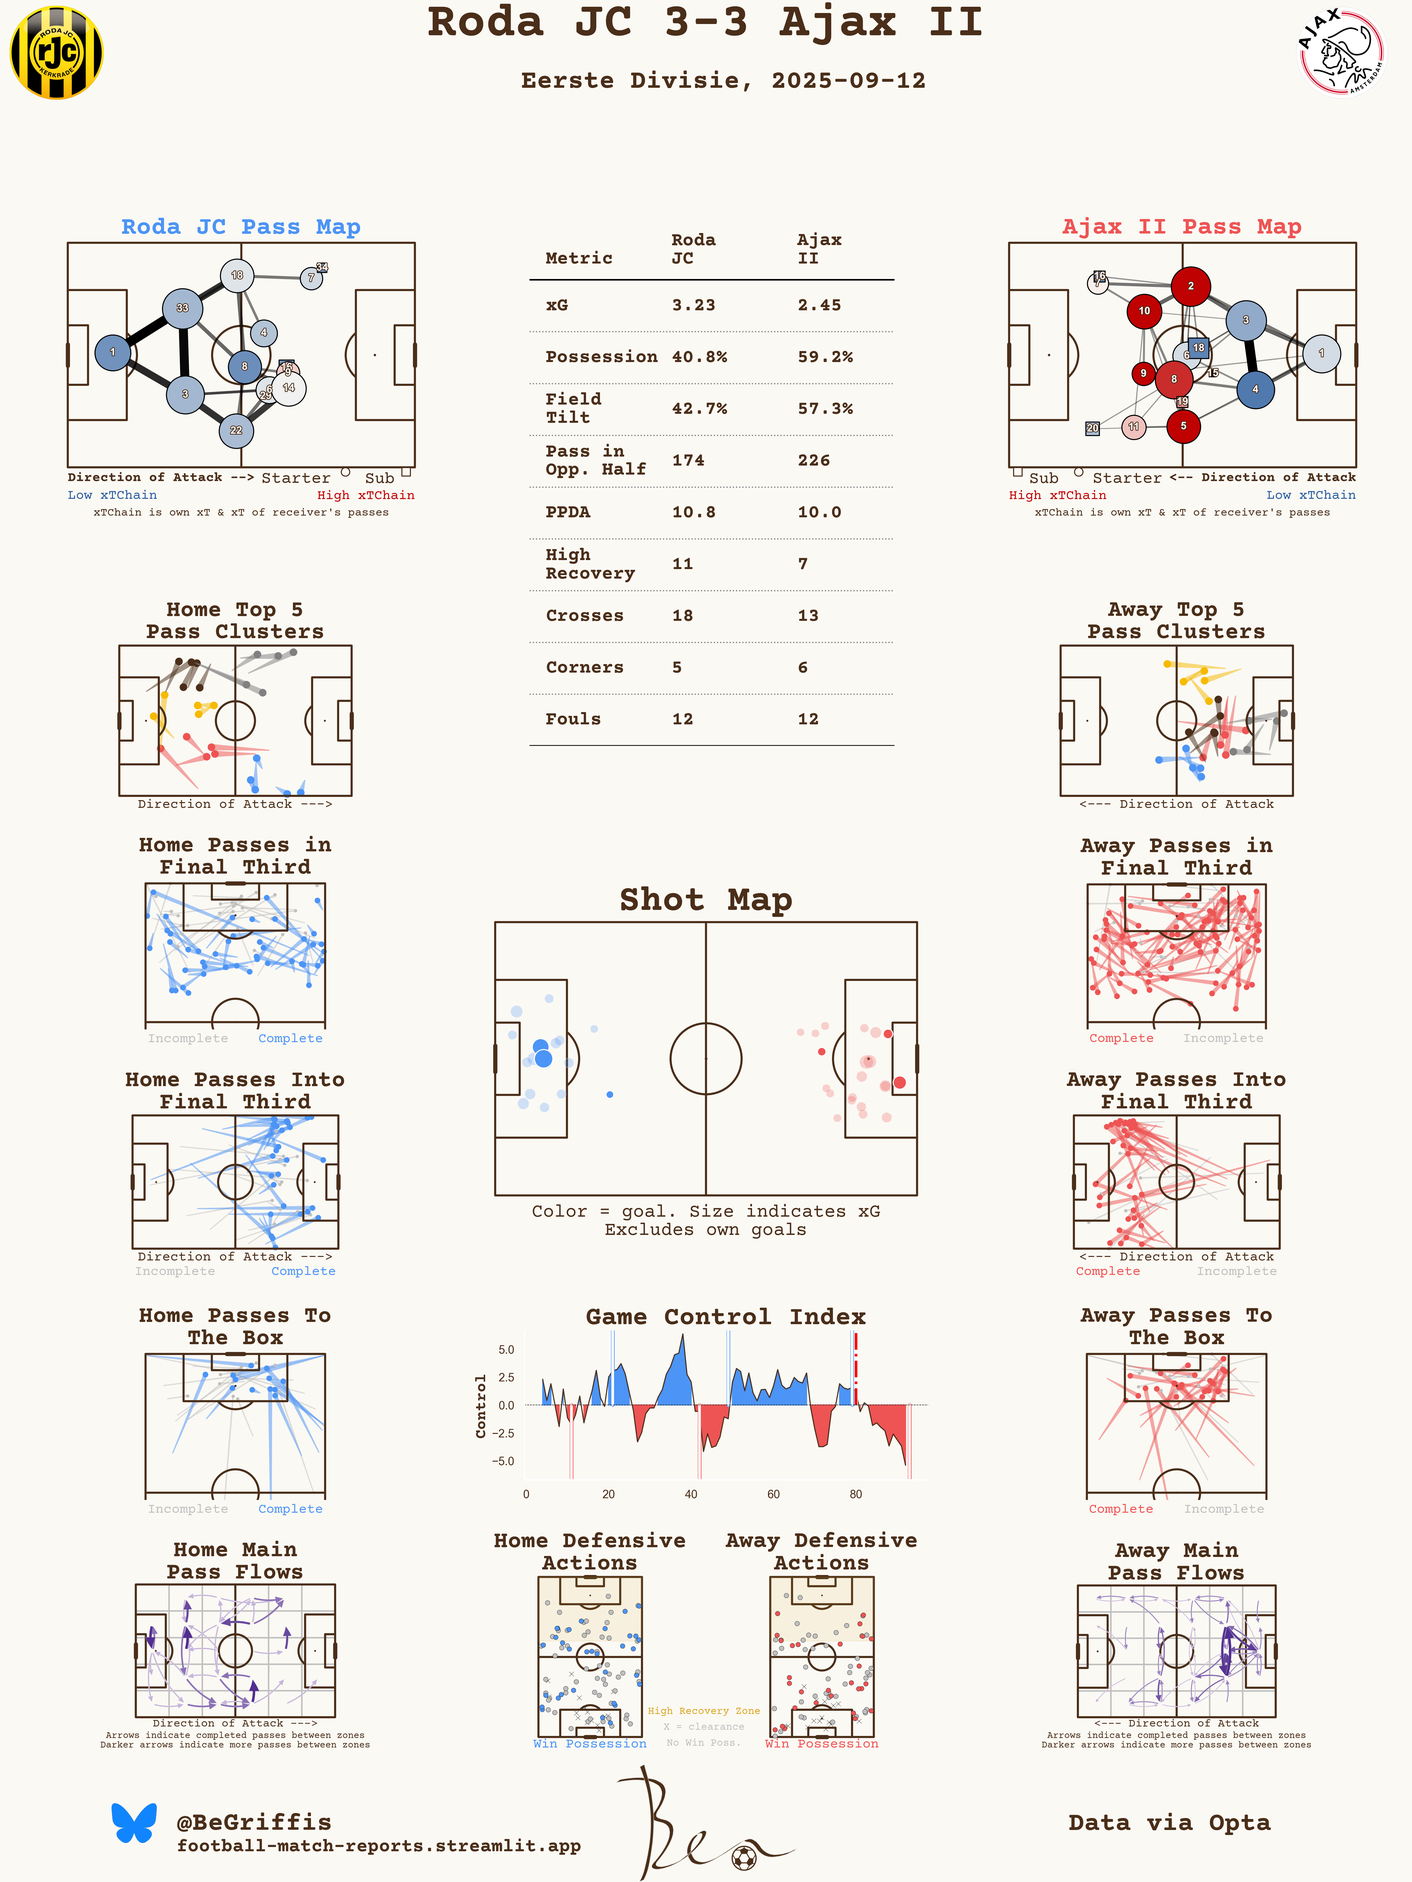 Roda JC 3-3 Ajax II
Eerste Divisie, 2025-09-12
RODA JC
rJc
KERKRADE
AJAX
AMSTERDAM
Roda JC Pass Map
18
7
34
33
4
1
8
9
6
14
3
29
22
Direction of Attack --> Starter Sub
Low xTChain High xTChain
xTChain is own xT & xT of receiver's passes
Metric Roda JC Ajax II
xG 3.23 2.45
Possession 40.8% 59.2%
Field Tilt 42.7% 57.3%
Pass in Opp. Half 174 226
PPDA 10.8 10.0
High Recovery 11 7
Crosses 18 13
Corners 5 6
Fouls 12 12
Ajax II Pass Map
16
7
2
10
3
6
18
1
9
8
15
4
19
20
11
5
Sub Starter <-- Direction of Attack
High xTChain Low xTChain
xTChain is own xT & xT of receiver's passes
Home Top 5
Pass Clusters
Direction of Attack --->
Away Top 5
Pass Clusters
<--- Direction of Attack
Home Passes in
Final Third
Incomplete Complete
Away Passes in
Final Third
Complete Incomplete
Shot Map
Color = goal. Size indicates xG
Excludes own goals
Home Passes Into
Final Third
Direction of Attack --->
Incomplete Complete
Away Passes Into
Final Third
<--- Direction of Attack
Complete Incomplete
Home Passes To
The Box
Incomplete Complete
Game Control Index
Control
5.0
2.5
0.0
−2.5
−5.0
0 20 40 60 80
Away Passes To
The Box
Complete Incomplete
Home Main
Pass Flows
Direction of Attack --->
Arrows indicate completed passes between zones
Darker arrows indicate more passes between zones
Home Defensive
Actions
Win Possession
High Recovery Zone
X = clearance
No Win Poss.
Away Defensive
Actions
Win Possession
Away Main
Pass Flows
<--- Direction of Attack
Arrows indicate completed passes between zones
Darker arrows indicate more passes between zones
@BeGriffis
football-match-reports.streamlit.app
Ben
Data via Opta